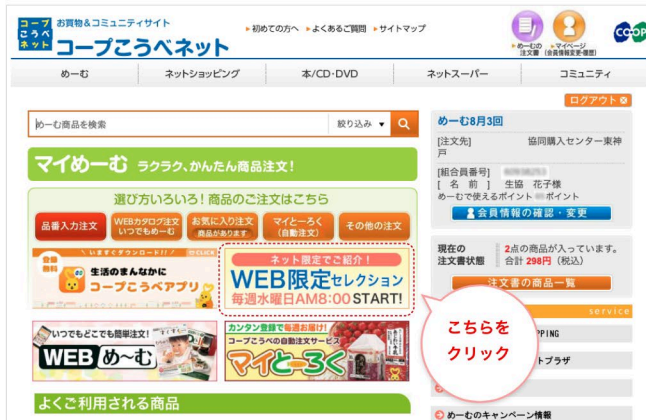 コープ こうべ ネット
お買物&コミュニティサイト
コープこうべネット
初めての方へ よくあるご質問 サイトマップ
めーむの注文書
マイページ
(会員情報変更・履歴)
CO・OP
めーむ ネットショッピング 本/CD・DVD ネットスーパー コミュニティ
ログアウト
めーむ商品を検索 絞り込み
マイめーむ ラクラク、かんたん商品注文!
選び方いろいろ!商品のご注文はこちら
品番入力注文
WEBカタログ注文
いつでもめーむ
お気に入り注文
商品があります
マイとーろく
(自動注文)
その他の注文
登録無料
いますぐダウンロード!!
CLICK
生活のまんなかに
コープこうべアプリ
ネット限定でご紹介!
WEB限定セレクション
毎週水曜日AM8:00 START!
いつでもどこでも簡単注文!
WEBめ〜む
カンタン登録で毎週お届け!
コープこうべの自動注文サービス
マイとーろく
よくご利用される商品
めーむ8月3回
[注文先] 協同購入センター東神戸
[組合員番号]
[名 前] 生協 花子様
めーむで使えるポイント ポイント
会員情報の確認・変更
現在の注文書状態
2点の商品が入っています。
合計 298円(税込)
注文書の商品一覧
service
PPING
トプラザ
めーむのキャンペーン情報
こちらを
クリック